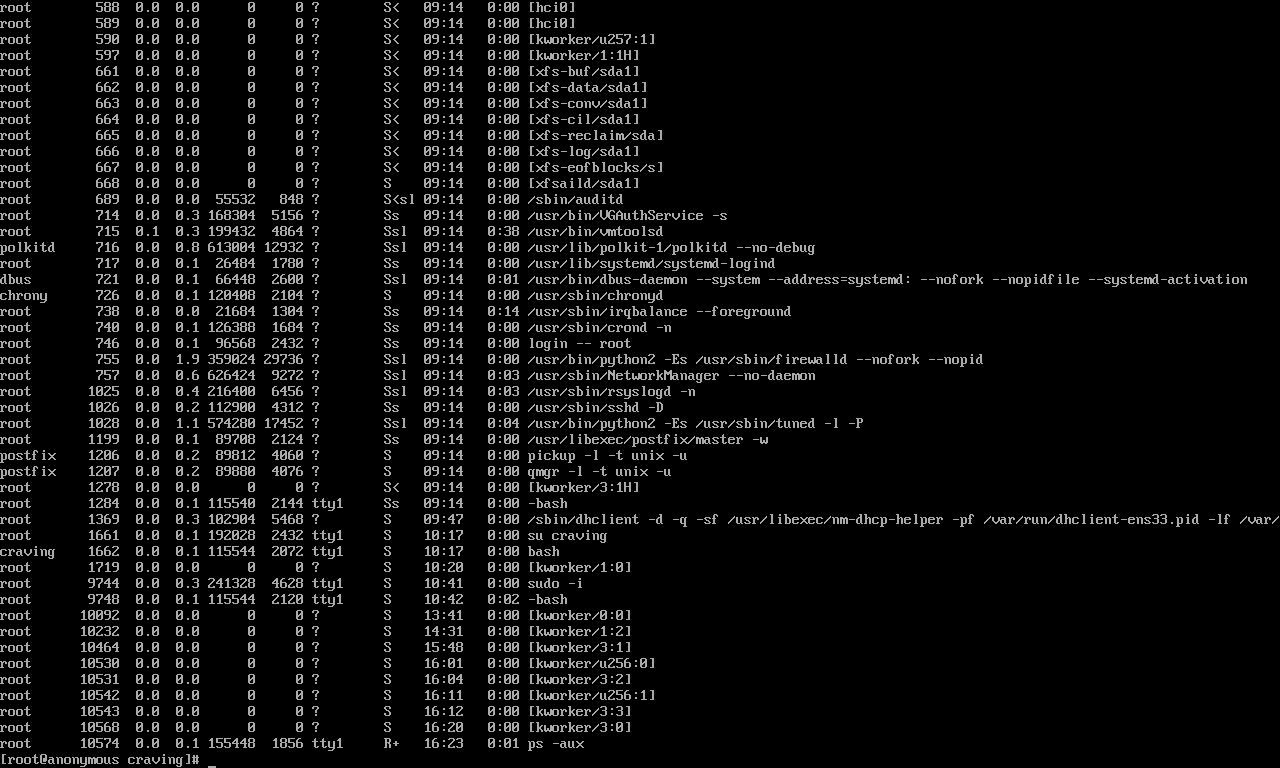 root       588  0.0  0.0      0     0 ?        S<   09:14   0:00 [hci0]
root       589  0.0  0.0      0     0 ?        S<   09:14   0:00 [hci0]
root       590  0.0  0.0      0     0 ?        S<   09:14   0:00 [kworker/u257:1]
root       597  0.0  0.0      0     0 ?        S<   09:14   0:00 [kworker/1:1H]
root       661  0.0  0.0      0     0 ?        S<   09:14   0:00 [xfs-buf/sda1]
root       662  0.0  0.0      0     0 ?        S<   09:14   0:00 [xfs-data/sda1]
root       663  0.0  0.0      0     0 ?        S<   09:14   0:00 [xfs-conv/sda1]
root       664  0.0  0.0      0     0 ?        S<   09:14   0:00 [xfs-cil/sda1]
root       665  0.0  0.0      0     0 ?        S<   09:14   0:00 [xfs-reclaim/sda]
root       666  0.0  0.0      0     0 ?        S<   09:14   0:00 [xfs-log/sda1]
root       667  0.0  0.0      0     0 ?        S<   09:14   0:00 [xfs-eofblocks/s]
root       668  0.0  0.0      0     0 ?        S    09:14   0:00 [xfsaild/sda1]
root       689  0.0  0.0  55532   848 ?        S<sl 09:14   0:00 /sbin/auditd
root       714  0.0  0.3 168304  5156 ?        Ss   09:14   0:00 /usr/bin/VGAuthService -s
root       715  0.1  0.3 199432  4864 ?        Ssl  09:14   0:38 /usr/bin/vmtoolsd
polkitd    716  0.0  0.8 613004 12932 ?        Ssl  09:14   0:00 /usr/lib/polkit-1/polkitd --no-debug
root       717  0.0  0.1  26484  1780 ?        Ss   09:14   0:00 /usr/lib/systemd/systemd-logind
dbus       721  0.0  0.1  66448  2600 ?        Ssl  09:14   0:01 /usr/bin/dbus-daemon --system --address=systemd: --nofork --nopidfile --systemd-activation
chrony     726  0.0  0.1 120408  2104 ?        S    09:14   0:00 /usr/sbin/chronyd
root       738  0.0  0.0  21684  1304 ?        Ss   09:14   0:14 /usr/sbin/irqbalance --foreground
root       740  0.0  0.1 126388  1684 ?        Ss   09:14   0:00 /usr/sbin/crond -n
root       746  0.0  0.1  96568  2432 ?        Ss   09:14   0:00 login -- root
root       755  0.0  1.9 359024 29736 ?        Ssl  09:14   0:00 /usr/bin/python2 -Es /usr/sbin/firewalld --nofork --nopid
root       757  0.0  0.6 626424  9272 ?        Ssl  09:14   0:03 /usr/sbin/NetworkManager --no-daemon
root      1025  0.0  0.4 216400  6456 ?        Ssl  09:14   0:03 /usr/sbin/rsyslogd -n
root      1026  0.0  0.2 112900  4312 ?        Ss   09:14   0:00 /usr/sbin/sshd -D
root      1028  0.0  1.1 574280 17452 ?        Ssl  09:14   0:04 /usr/bin/python2 -Es /usr/sbin/tuned -l -P
root      1199  0.0  0.1  89708  2124 ?        Ss   09:14   0:00 /usr/libexec/postfix/master -w
postfix   1206  0.0  0.2  89812  4060 ?        S    09:14   0:00 pickup -l -t unix -u
postfix   1207  0.0  0.2  89880  4076 ?        S    09:14   0:00 qmgr -l -t unix -u
root      1278  0.0  0.0      0     0 ?        S<   09:14   0:00 [kworker/3:1H]
root      1284  0.0  0.1 115540  2144 tty1     Ss   09:14   0:00 -bash
root      1369  0.0  0.3 102904  5468 ?        S    09:47   0:00 /sbin/dhclient -d -q -sf /usr/libexec/nm-dhcp-helper -pf /var/run/dhclient-ens33.pid -lf /var/
root      1661  0.0  0.1 192028  2432 tty1     S    10:17   0:00 su craving
craving   1662  0.0  0.1 115544  2072 tty1     S    10:17   0:00 bash
root      1719  0.0  0.0      0     0 ?        S    10:20   0:00 [kworker/1:0]
root      9744  0.0  0.3 241328  4628 tty1     S    10:41   0:00 sudo -i
root      9748  0.0  0.1 115544  2120 tty1     S    10:42   0:02 -bash
root     10092  0.0  0.0      0     0 ?        S    13:41   0:00 [kworker/0:0]
root     10232  0.0  0.0      0     0 ?        S    14:31   0:00 [kworker/1:2]
root     10464  0.0  0.0      0     0 ?        S    15:48   0:00 [kworker/3:1]
root     10530  0.0  0.0      0     0 ?        S    16:01   0:00 [kworker/u256:0]
root     10531  0.0  0.0      0     0 ?        S    16:04   0:00 [kworker/3:2]
root     10542  0.0  0.0      0     0 ?        S    16:11   0:00 [kworker/u256:1]
root     10543  0.0  0.0      0     0 ?        S    16:12   0:00 [kworker/3:3]
root     10568  0.0  0.0      0     0 ?        S    16:20   0:00 [kworker/3:0]
root     10574  0.0  0.1 155448  1856 tty1     R+   16:23   0:01 ps -aux
[root@anonymous craving]# _